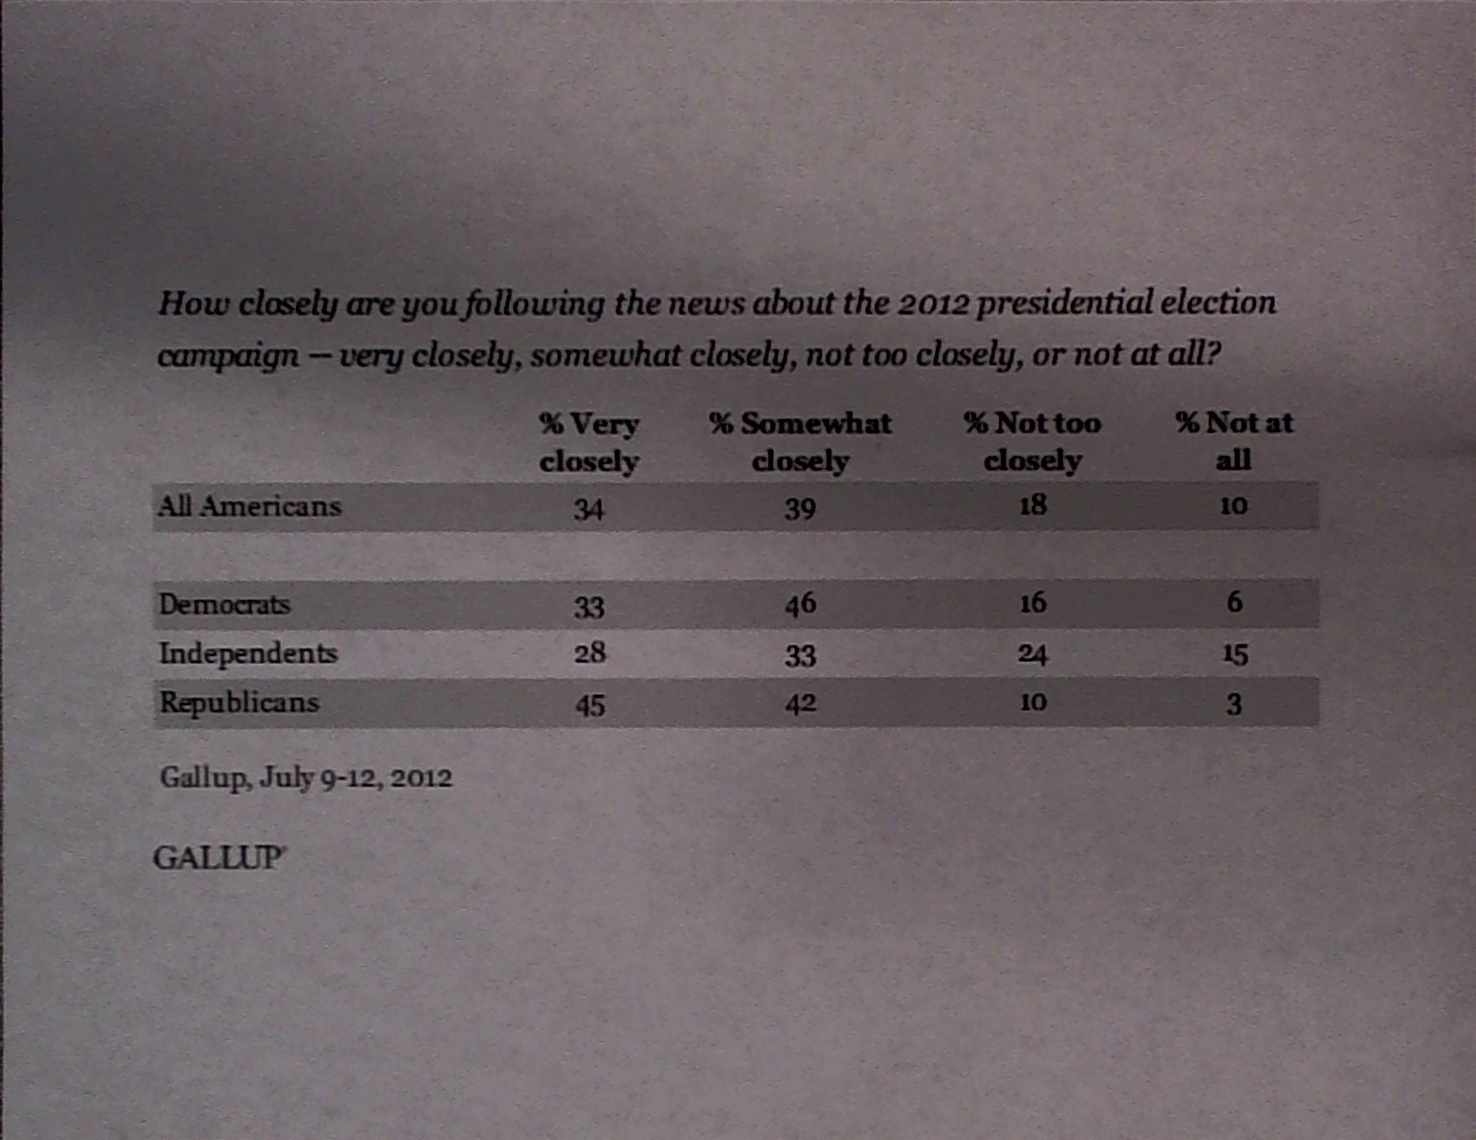 How closely are you following the news about the 2012 presidential election
campaign – very closely, somewhat closely, not too closely, or not at all?
% Very % Somewhat % Not too % Not at
closely closely closely all
All Americans 34 39 18 10
Democrats 33 46 16 6
Independents 28 33 24 15
Republicans 45 42 10 3
Gallup, July 9-12, 2012
GALLUP®